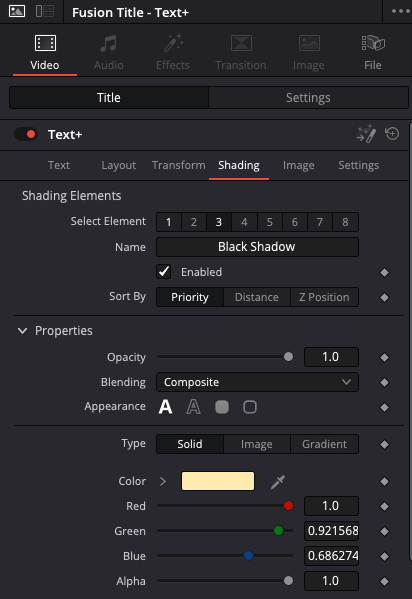 Fusion Title - Text+
Video Audio Effects Transition Image File
Title Settings
Text+
Text Layout Transform Shading Image Settings
Shading Elements
Select Element 1 2 3 4 5 6 7 8
Name Black Shadow
Enabled
Sort By Priority Distance Z Position
Properties
Opacity 1.0
Blending Composite
Appearance A A
Type Solid Image Gradient
Color
Red 1.0
Green 0.921568
Blue 0.686274
Alpha 1.0